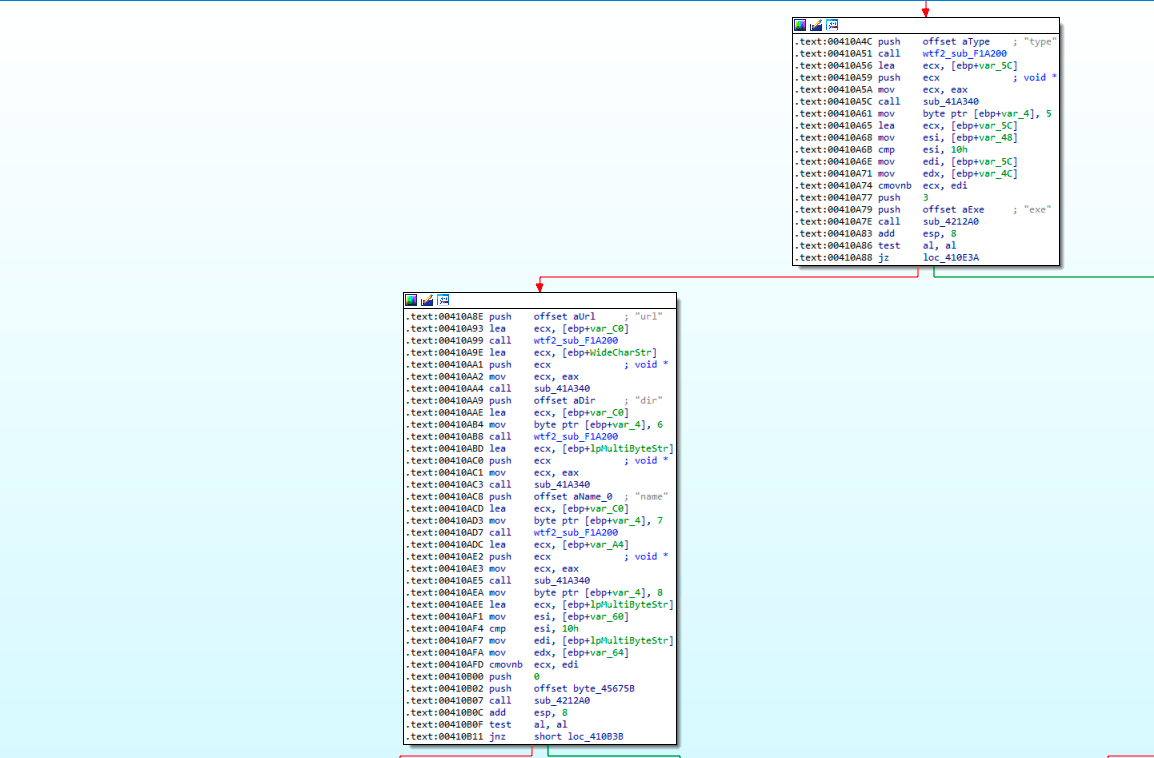 .text:00410A4C push offset aType ; "type"
.text:00410A51 call wtf2_sub_F1A200
.text:00410A56 lea ecx, [ebp+var_5C]
.text:00410A59 push ecx ; void *
.text:00410A5A mov ecx, eax
.text:00410A5C call sub_41A340
.text:00410A61 mov byte ptr [ebp+var_4], 5
.text:00410A65 lea ecx, [ebp+var_5C]
.text:00410A68 mov esi, [ebp+var_48]
.text:00410A6B cmp esi, 10h
.text:00410A6E mov edi, [ebp+var_5C]
.text:00410A71 mov edx, [ebp+var_4C]
.text:00410A74 cmovnb ecx, edi
.text:00410A77 push 3
.text:00410A79 push offset aExe ; "exe"
.text:00410A7E call sub_4212A0
.text:00410A83 add esp, 8
.text:00410A86 test al, al
.text:00410A88 jz loc_410E3A
.text:00410A8E push offset aUrl ; "url"
.text:00410A93 lea ecx, [ebp+var_C0]
.text:00410A99 call wtf2_sub_F1A200
.text:00410A9E lea ecx, [ebp+WideCharStr]
.text:00410AA1 push ecx ; void *
.text:00410AA2 mov ecx, eax
.text:00410AA4 call sub_41A340
.text:00410AA9 push offset aDir ; "dir"
.text:00410AAE lea ecx, [ebp+var_C0]
.text:00410AB4 mov byte ptr [ebp+var_4], 6
.text:00410AB8 call wtf2_sub_F1A200
.text:00410ABD lea ecx, [ebp+lpMultiByteStr]
.text:00410AC0 push ecx ; void *
.text:00410AC1 mov ecx, eax
.text:00410AC3 call sub_41A340
.text:00410AC8 push offset aName_0 ; "name"
.text:00410ACD lea ecx, [ebp+var_C0]
.text:00410AD3 mov byte ptr [ebp+var_4], 7
.text:00410AD7 call wtf2_sub_F1A200
.text:00410ADC lea ecx, [ebp+var_A4]
.text:00410AE2 push ecx ; void *
.text:00410AE3 mov ecx, eax
.text:00410AE5 call sub_41A340
.text:00410AEA mov byte ptr [ebp+var_4], 8
.text:00410AEE lea ecx, [ebp+lpMultiByteStr]
.text:00410AF1 mov esi, [ebp+var_60]
.text:00410AF4 cmp esi, 10h
.text:00410AF7 mov edi, [ebp+lpMultiByteStr]
.text:00410AFA mov edx, [ebp+var_64]
.text:00410AFD cmovnb ecx, edi
.text:00410B00 push 0
.text:00410B02 push offset byte_45675B
.text:00410B07 call sub_4212A0
.text:00410B0C add esp, 8
.text:00410B0F test al, al
.text:00410B11 jnz short loc_410B3B